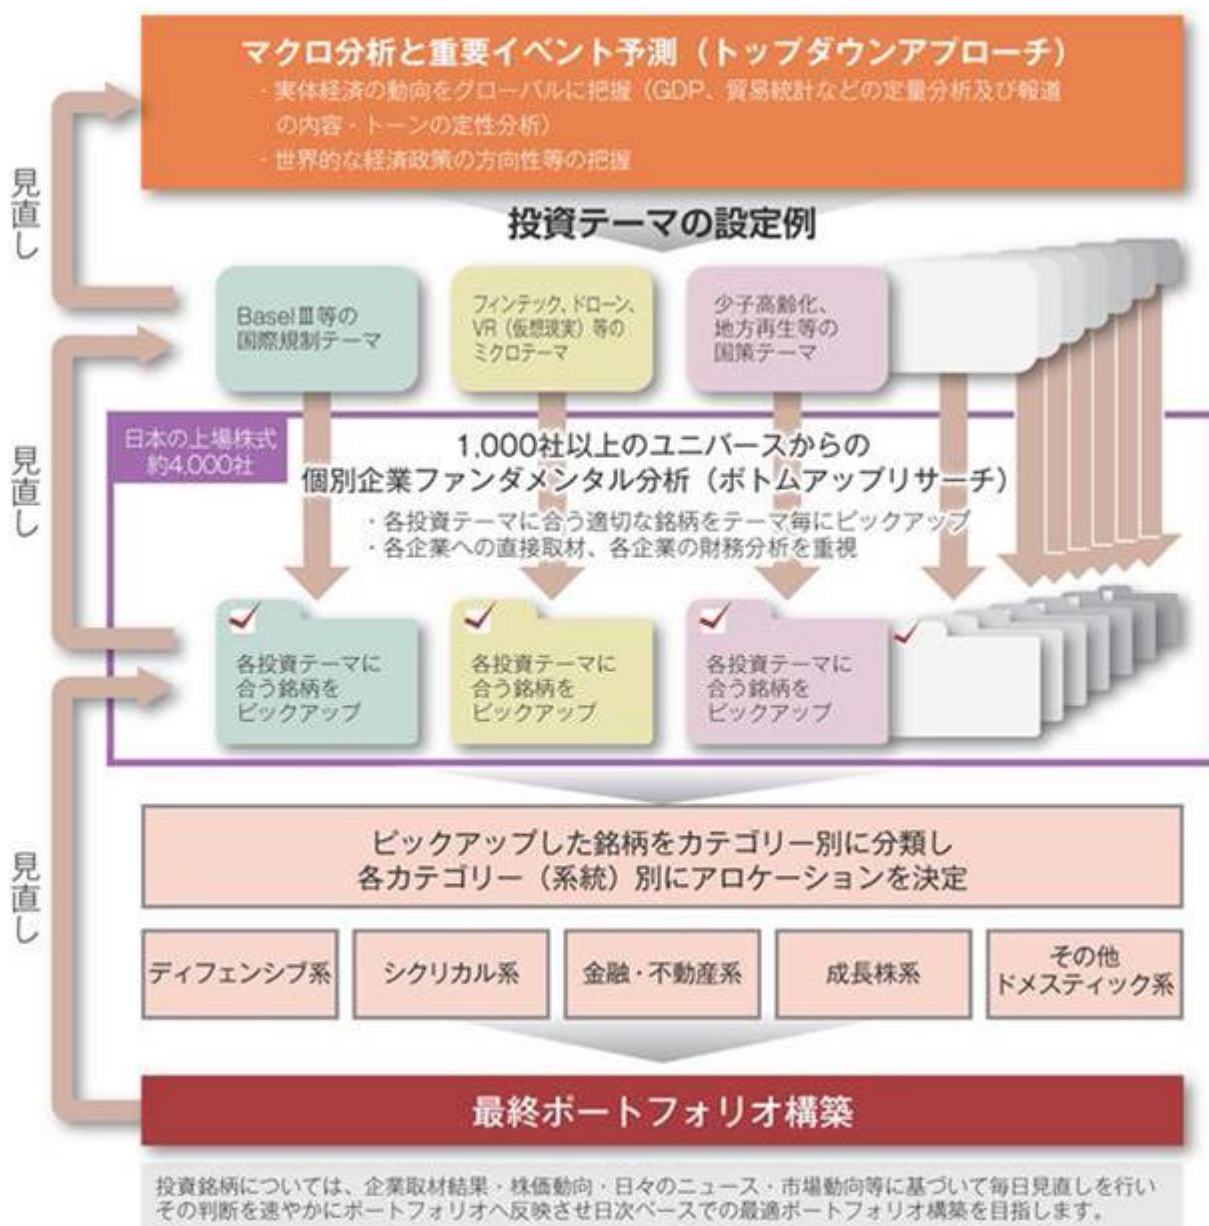 マクロ分析と重要イベント予測（トップダウンアプローチ）
・実体経済の動向をグローバルに把握（GDP、貿易統計などの定量分析及び報道
の内容・トーンの定性分析）
・世界的な経済政策の方向性等の把握
見直し
投資テーマの設定例
BaselⅢ等の
国際規制テーマ
フィンテック、ドローン、
VR（仮想現実）等の
ミクロテーマ
少子高齢化、
地方再生等の
国策テーマ
見直し
日本の上場株式
約4,000社
1,000社以上のユニバースからの
個別企業ファンダメンタル分析（ボトムアップリサーチ）
・各投資テーマに合う適切な銘柄をテーマ毎にピックアップ
・各企業への直接取材、各企業の財務分析を重視
各投資テーマに
合う銘柄を
ピックアップ
各投資テーマに
合う銘柄を
ピックアップ
各投資テーマに
合う銘柄を
ピックアップ
見直し
ピックアップした銘柄をカテゴリー別に分類し
各カテゴリー（系統）別にアロケーションを決定
ディフェンシブ系
シクリカル系
金融・不動産系
成長株系
その他
ドメスティック系
最終ポートフォリオ構築
投資銘柄については、企業取材結果・株価動向・日々のニュース・市場動向等に基づいて毎日見直しを行い
その判断を速やかにポートフォリオへ反映させ日次ベースでの最適ポートフォリオ構築を目指します。